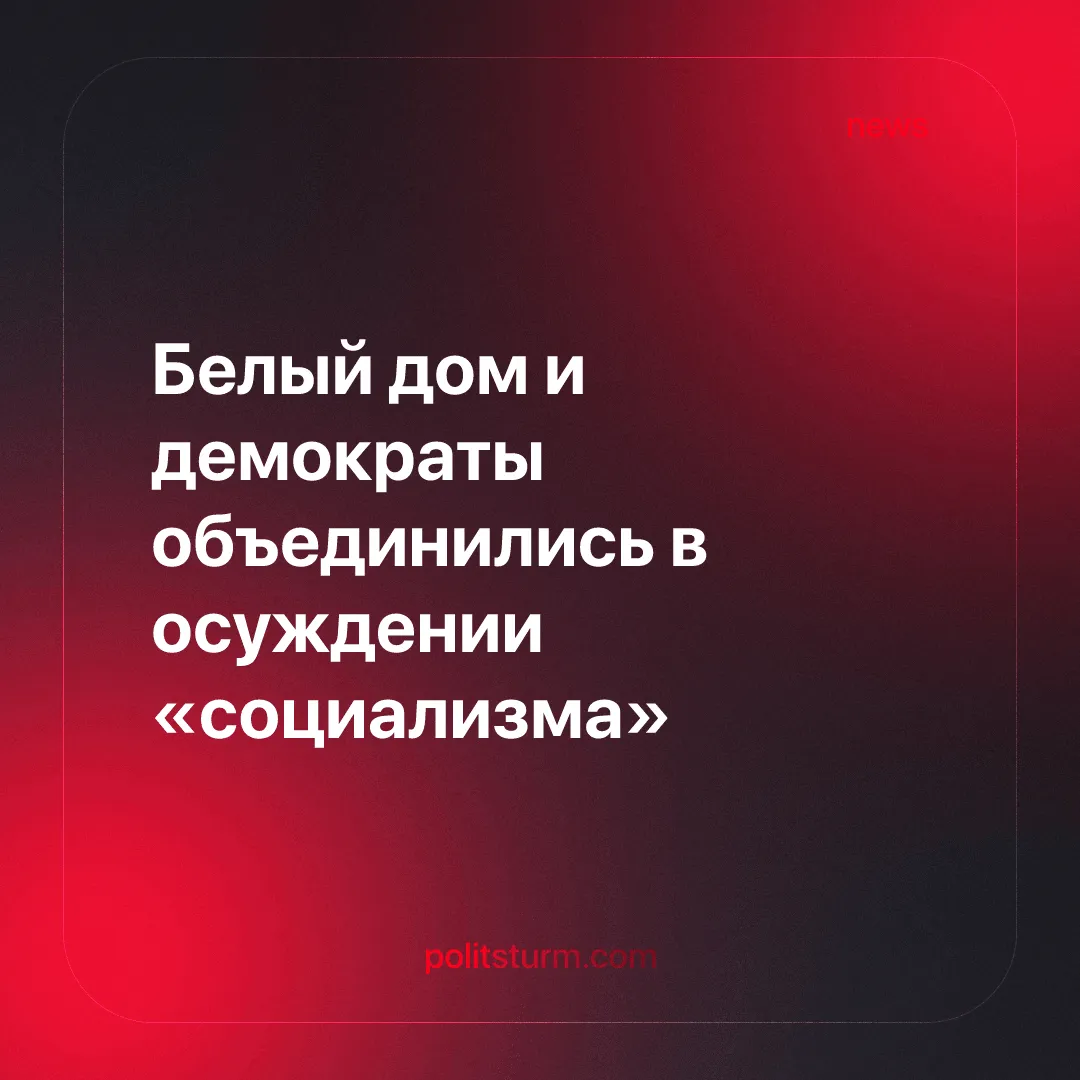 news
Белый дом и
демократы
объединились в
осуждении
«социализма»
politsturm.com